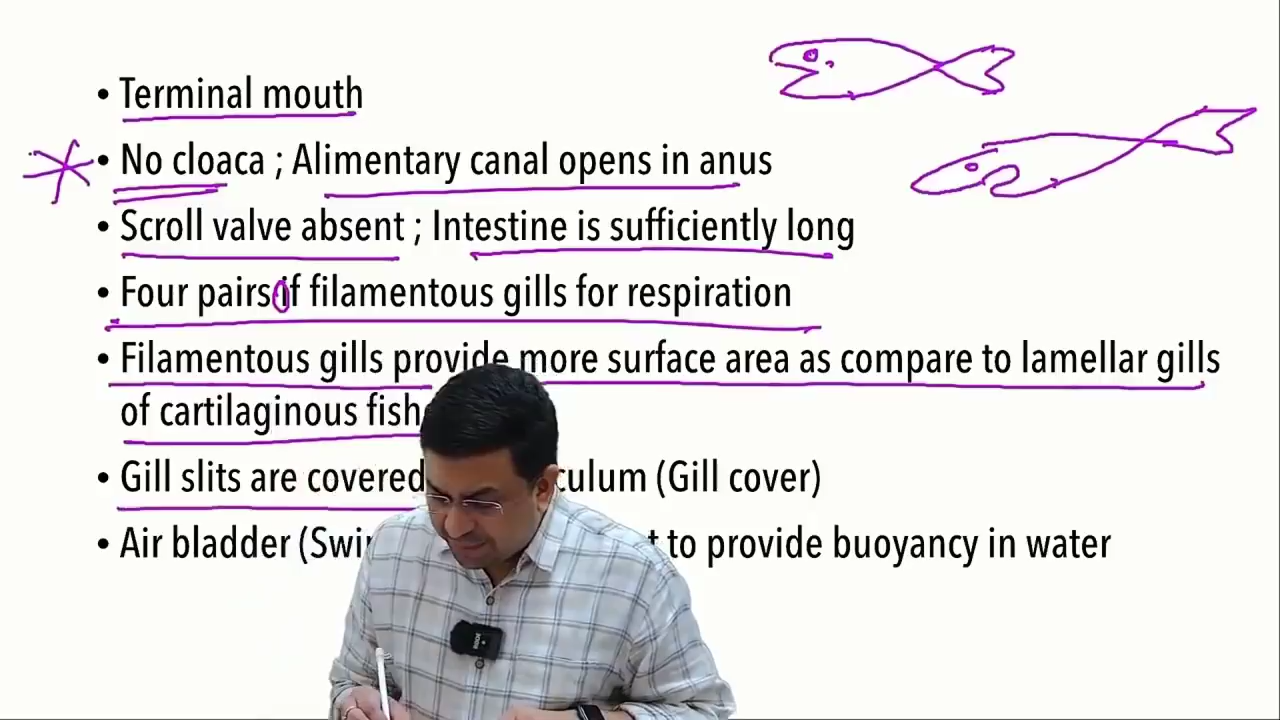 • Terminal mouth
• No cloaca ; Alimentary canal opens in anus
• Scroll valve absent ; Intestine is sufficiently long
• Four pairs if filamentous gills for respiration
• Filamentous gills provide more surface area as compare to lamellar gills
of cartilaginous fish
• Gill slits are covered culum (Gill cover)
• Air bladder (Swi t to provide buoyancy in water